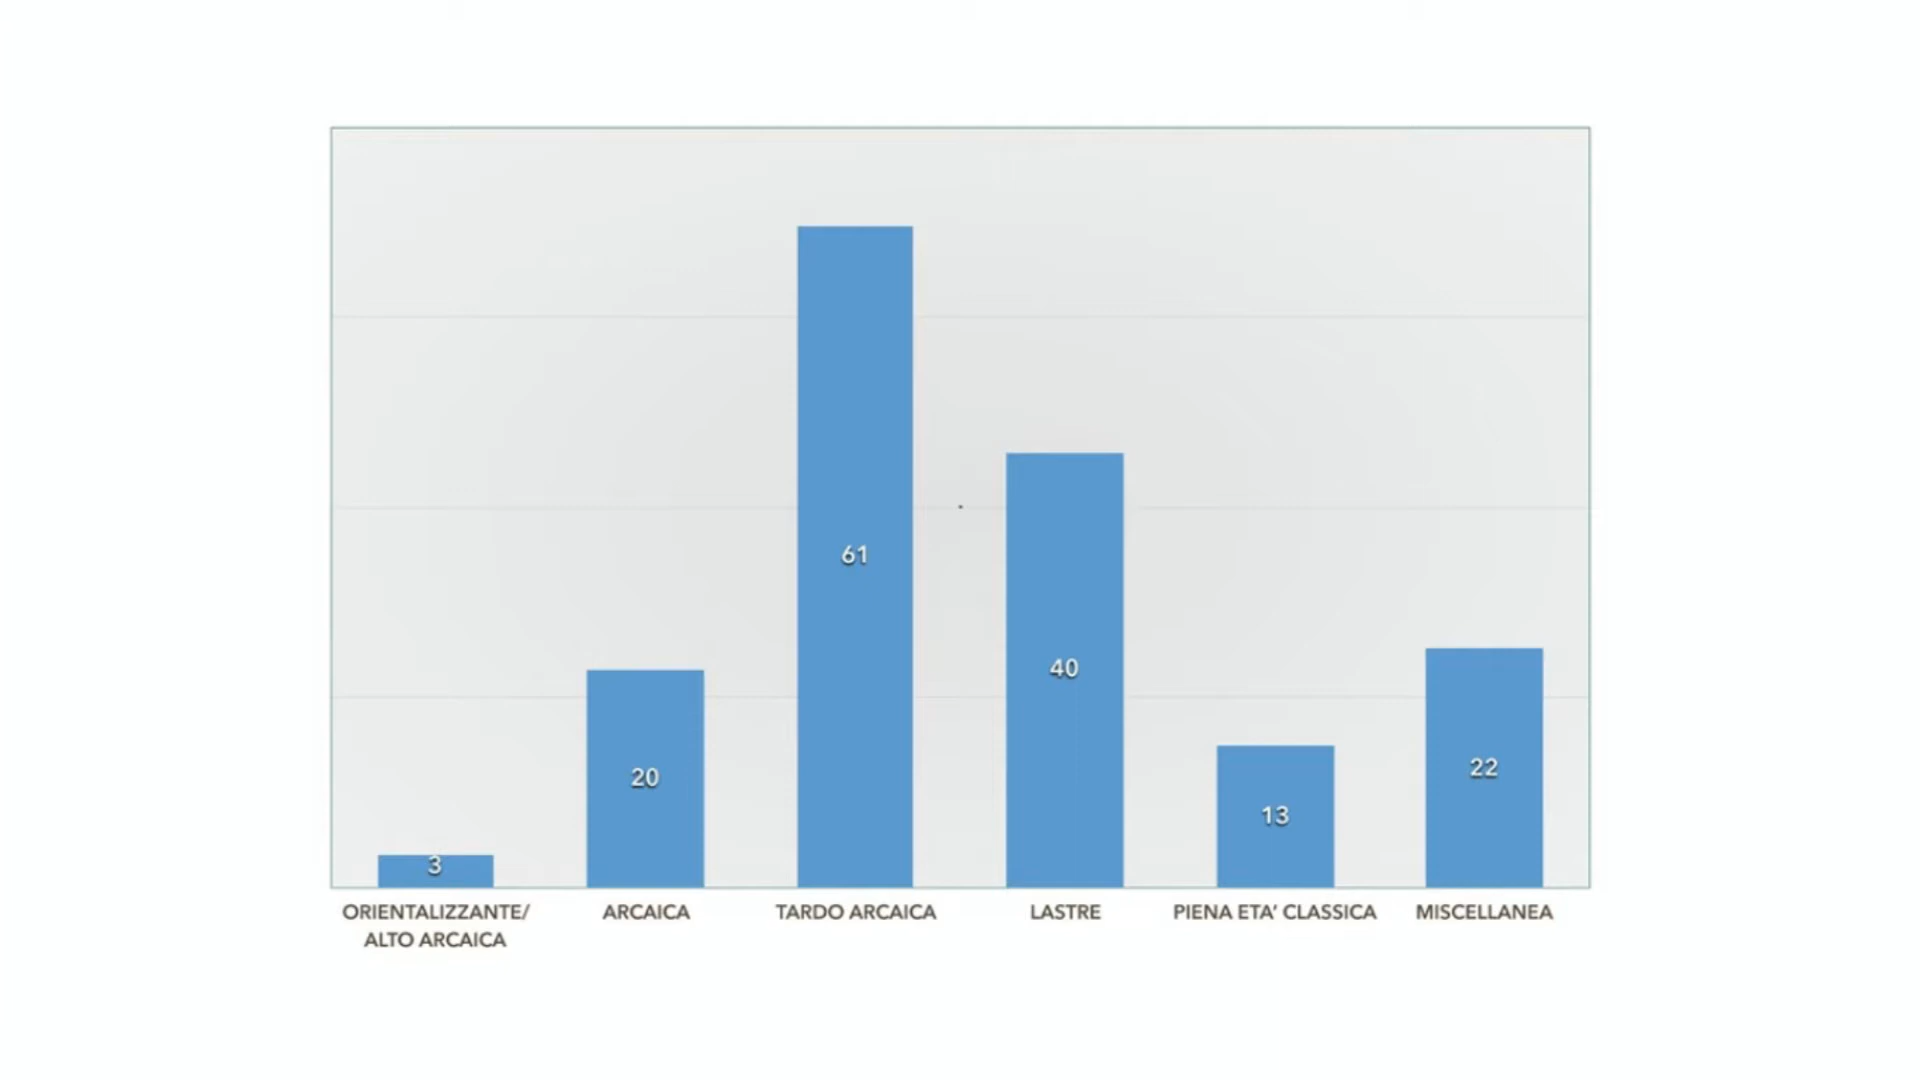 61
40
20
22
13
3
ORIENTALIZZANTE/
ALTO ARCAICA
ARCAICA
TARDO ARCAICA
LASTRE
PIENA ETA’ CLASSICA
MISCELLANEA